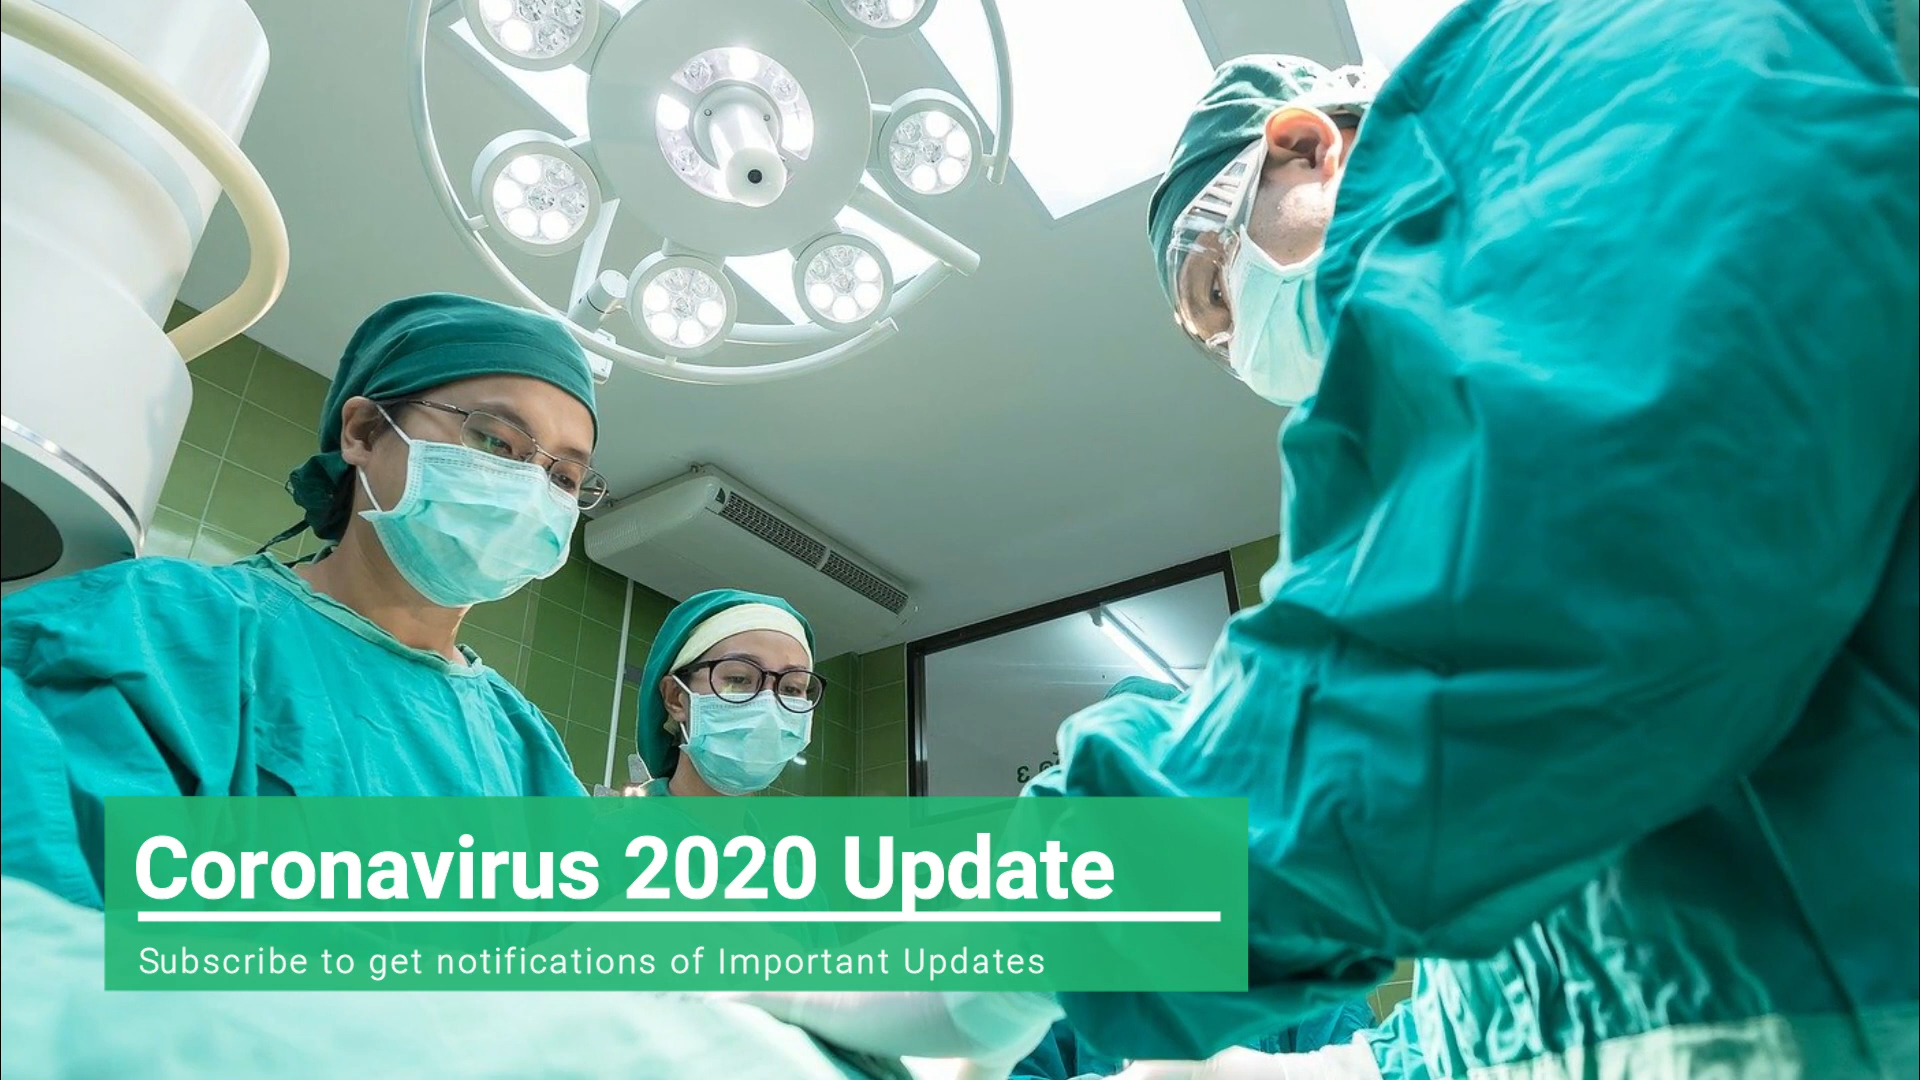 Coronavirus 2020 Update
Subscribe to get notifications of Important Updates